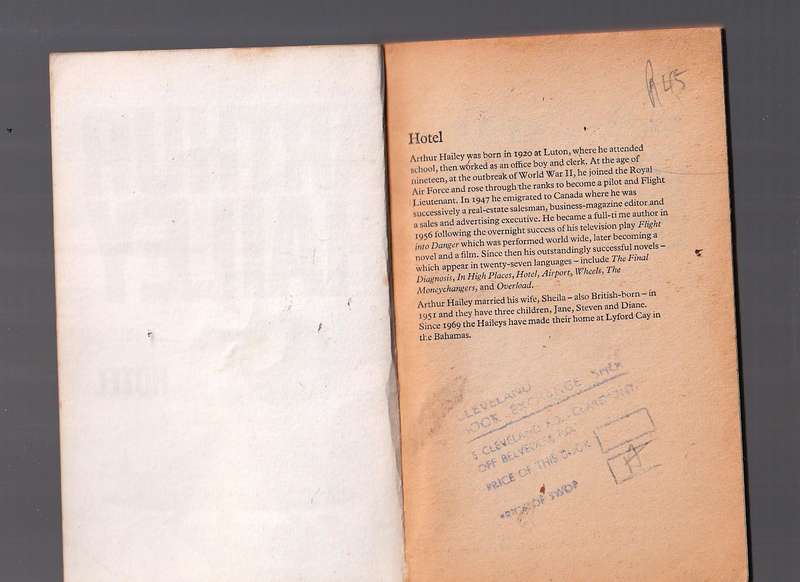 R 45
Hotel
Arthur Hailey was born in 1920 at Luton, where he attended
school, then worked as an office boy and clerk. At the age of
nineteen, at the outbreak of World War II, he joined the Royal
Air Force and rose through the ranks to become a pilot and Flight
Lieutenant. In 1947 he emigrated to Canada where he was
successively a real-estate salesman, business-magazine editor and
a sales and advertising executive. He became a full-time author in
1956 following the overnight success of his television play Flight
into Danger which was performed world wide, later becoming a
novel and a film. Since then his outstandingly successful novels –
which appear in twenty-seven languages – include The Final
Diagnosis, In High Places, Hotel, Airport, Wheels, The
Moneychangers, and Overload.
Arthur Hailey married his wife, Sheila – also British-born – in
1951 and they have three children, Jane, Steven and Diane.
Since 1969 the Haileys have made their home at Lyford Cay in
the Bahamas.
CLEVELAND
BOOK EXCHANGE
CLEVELAND
OFF
PRICE OF THIS BOOK
OF SWOP